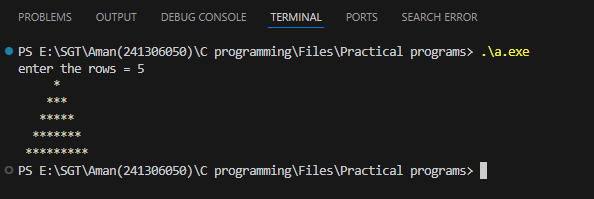 PROBLEMS OUTPUT DEBUG CONSOLE TERMINAL PORTS SEARCH ERROR
PS E:\SGT\Aman(241306050)\C programming\Files\Practical programs> .\a.exe
enter the rows = 5
     *
    ***
   *****
  *******
 *********
PS E:\SGT\Aman(241306050)\C programming\Files\Practical programs>